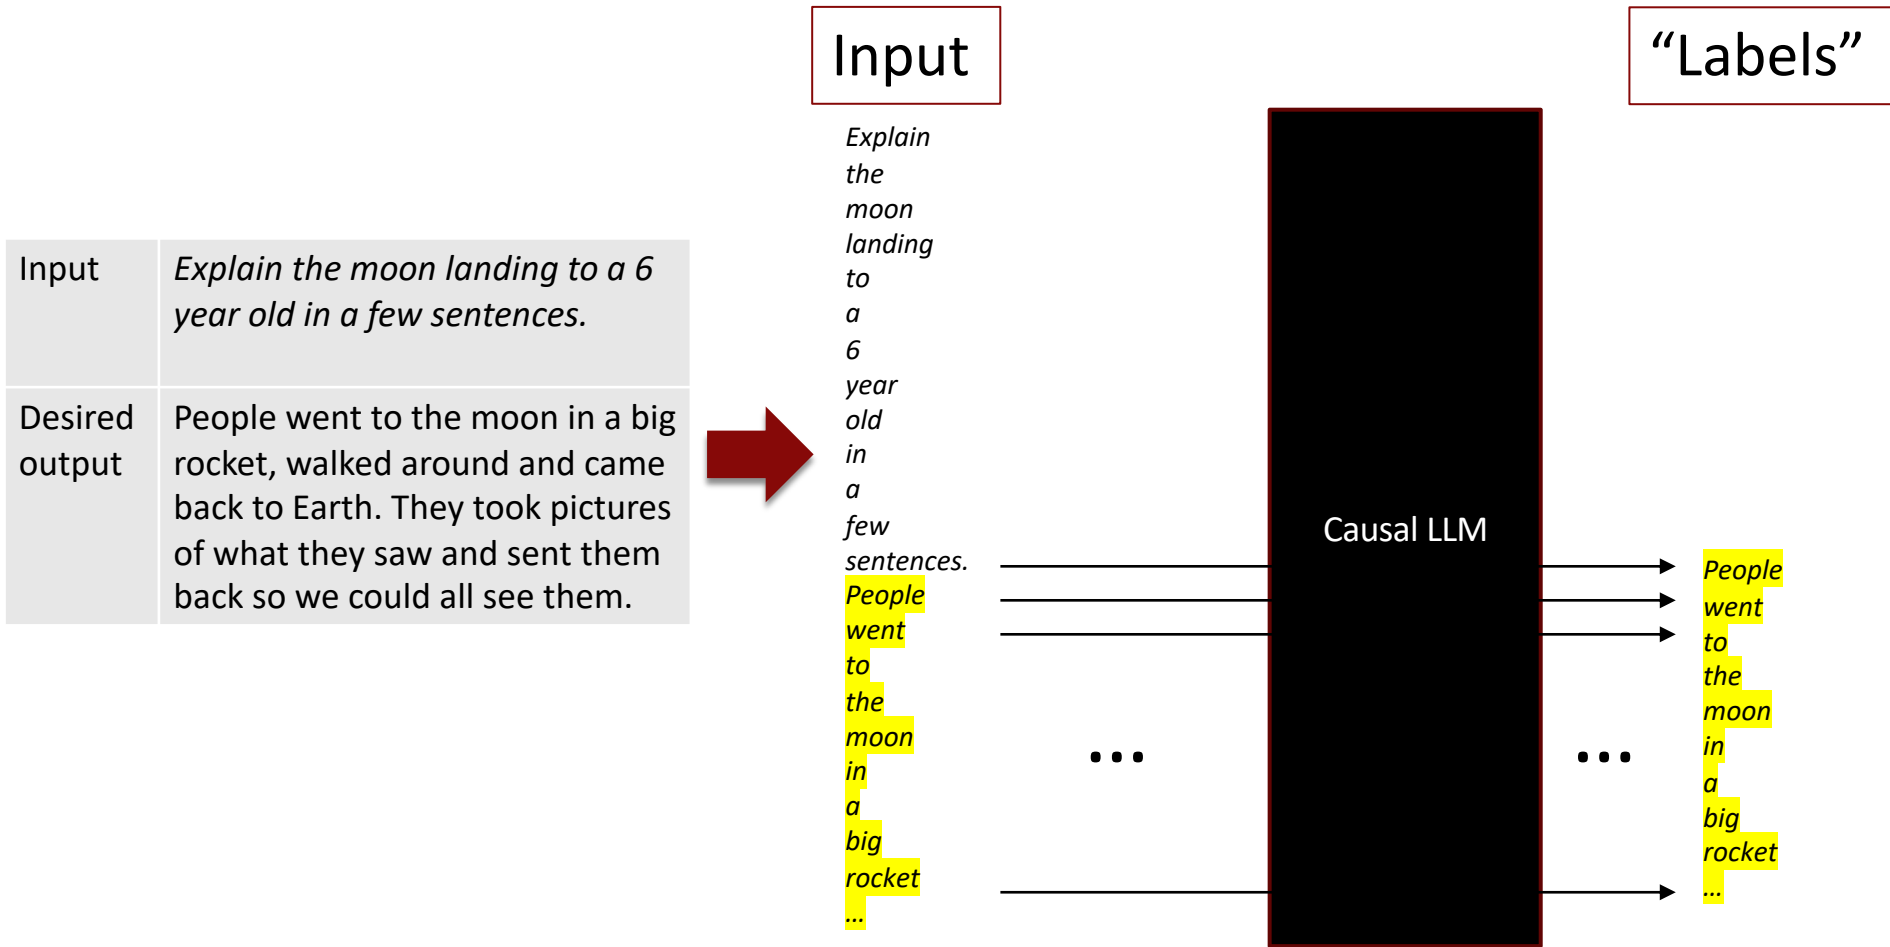 Input
Explain the moon landing to a 6
year old in a few sentences.
Desired
output
People went to the moon in a big
rocket, walked around and came
back to Earth. They took pictures
of what they saw and sent them
back so we could all see them.
Input
Explain
the
moon
landing
to
a
6
year
old
in
a
few
sentences.
People
went
to
the
moon
in
a
big
rocket
...
...
Causal LLM
...
“Labels”
People
went
to
the
moon
in
a
big
rocket
...